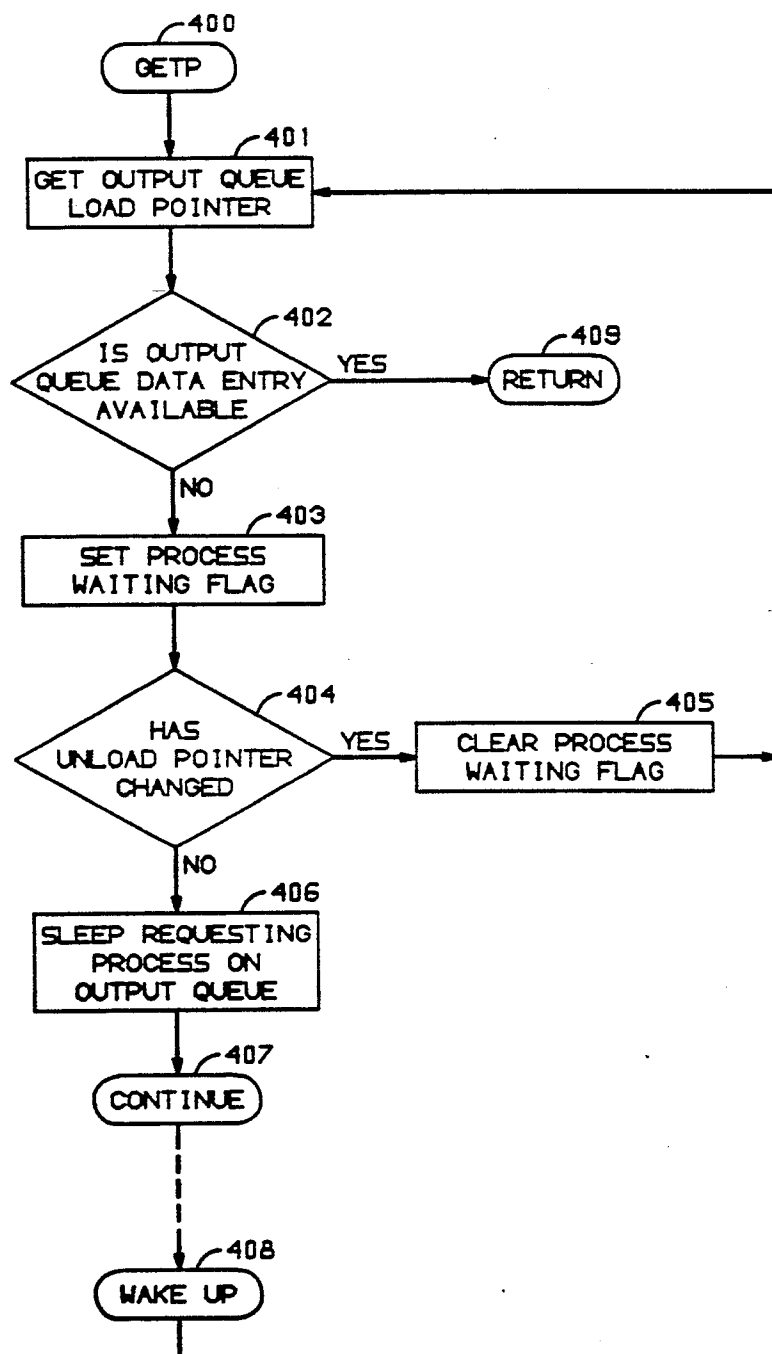 400
GETP
401
GET OUTPUT QUEUE
LOAD POINTER
402
IS OUTPUT
QUEUE DATA ENTRY
AVAILABLE
YES
409
RETURN
NO
403
SET PROCESS
WAITING FLAG
404
HAS
UNLOAD POINTER
CHANGED
YES
405
CLEAR PROCESS
WAITING FLAG
NO
406
SLEEP REQUESTING
PROCESS ON
OUTPUT QUEUE
407
CONTINUE
408
WAKE UP